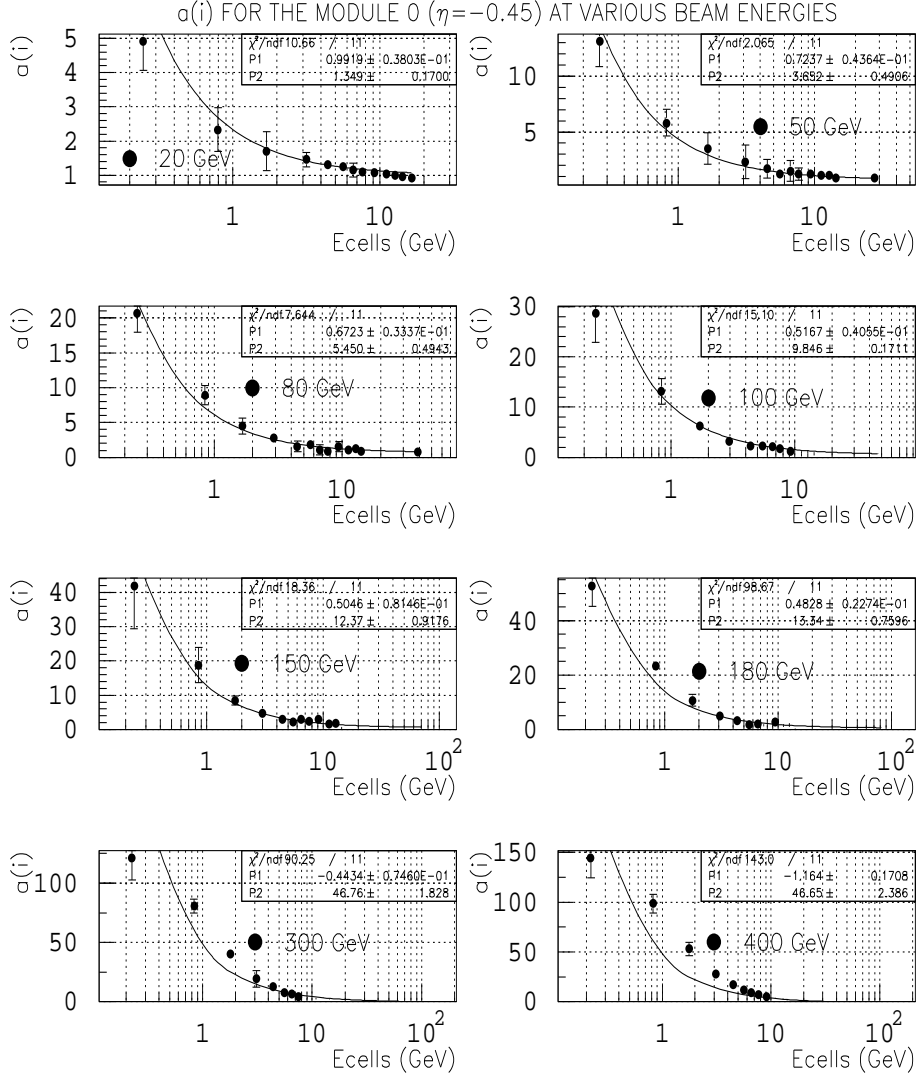 a(i) FOR THE MODULE 0 (η=−0.45) AT VARIOUS BEAM ENERGIES
a(i)
5
4
3
2
1
χ²/ndf 10.66 / 11
P1 0.9919 ± 0.3803E-01
P2 1.349 ± 0.1700
20 GeV
1 10
Ecells (GeV)
a(i)
10
5
χ²/ndf 2.065 / 11
P1 0.7237 ± 0.4364E-01
P2 3.652 ± 0.4906
50 GeV
1 10
Ecells (GeV)
a(i)
20
15
10
5
0
χ²/ndf 7.644 / 11
P1 0.6723 ± 0.3337E-01
P2 5.450 ± 0.4943
80 GeV
1 10
Ecells (GeV)
a(i)
30
20
10
0
χ²/ndf 15.10 / 11
P1 0.5167 ± 0.4055E-01
P2 9.846 ± 0.1711
100 GeV
1 10
Ecells (GeV)
a(i)
40
30
20
10
0
χ²/ndf 18.36 / 11
P1 0.5046 ± 0.8146E-01
P2 12.37 ± 0.9176
150 GeV
1 10 10²
Ecells (GeV)
a(i)
40
20
0
χ²/ndf 98.67 / 11
P1 0.4828 ± 0.2274E-01
P2 13.34 ± 0.7596
180 GeV
1 10 10²
Ecells (GeV)
a(i)
100
50
0
χ²/ndf 90.25 / 11
P1 -0.4434 ± 0.7460E-01
P2 46.76 ± 1.828
300 GeV
1 10 10²
Ecells (GeV)
a(i)
150
100
50
0
χ²/ndf 143.0 / 11
P1 -1.164 ± 0.1708
P2 46.65 ± 2.386
400 GeV
1 10 10²
Ecells (GeV)